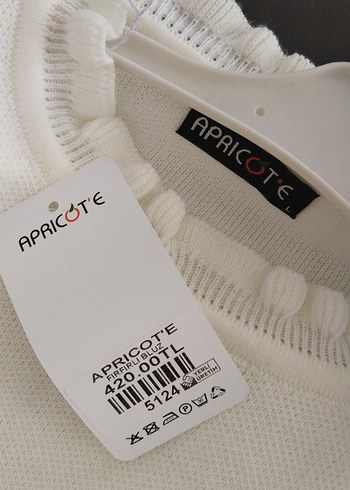 APRICOT'E
L
APRICOT'E
APRICOT'E
FIRFIRLI BLUZ
420.00TL
5124
YERLİ
ÜRETİM